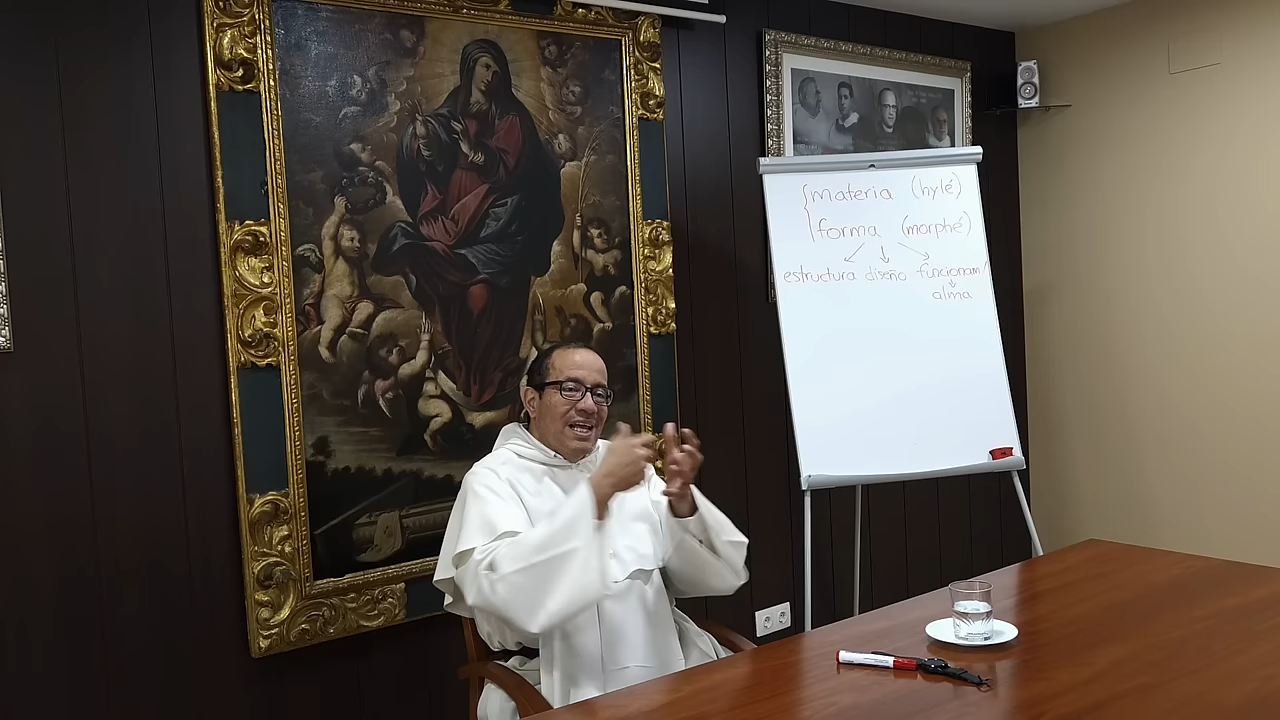 materia (hylé)
forma (morphé)
estructura diseño funcionam/
alma